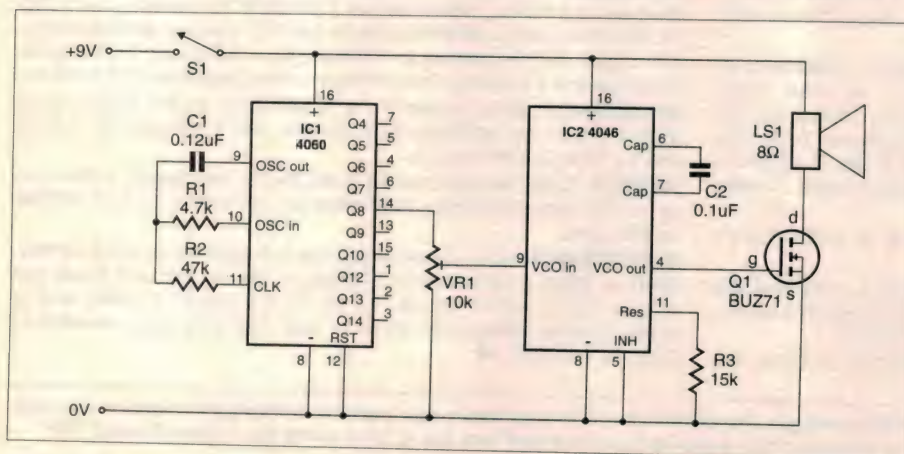 +9V
S1
C1
0.12uF
R1
4.7k
R2
47k
9
10
11
16
+
IC1
4060
OSC out
OSC in
CLK
Q4
Q5
Q6
Q7
Q8
Q9
Q10
Q12
Q13
Q14
RST
-
7
5
4
6
14
13
15
1
2
3
8
12
VR1
10k
16
+
IC2 4046
Cap
Cap
6
7
C2
0.1uF
9
VCO in
VCO out
4
Res
11
INH
-
8
5
R3
15k
LS1
8Ω
d
g
s
Q1
BUZ71
0V